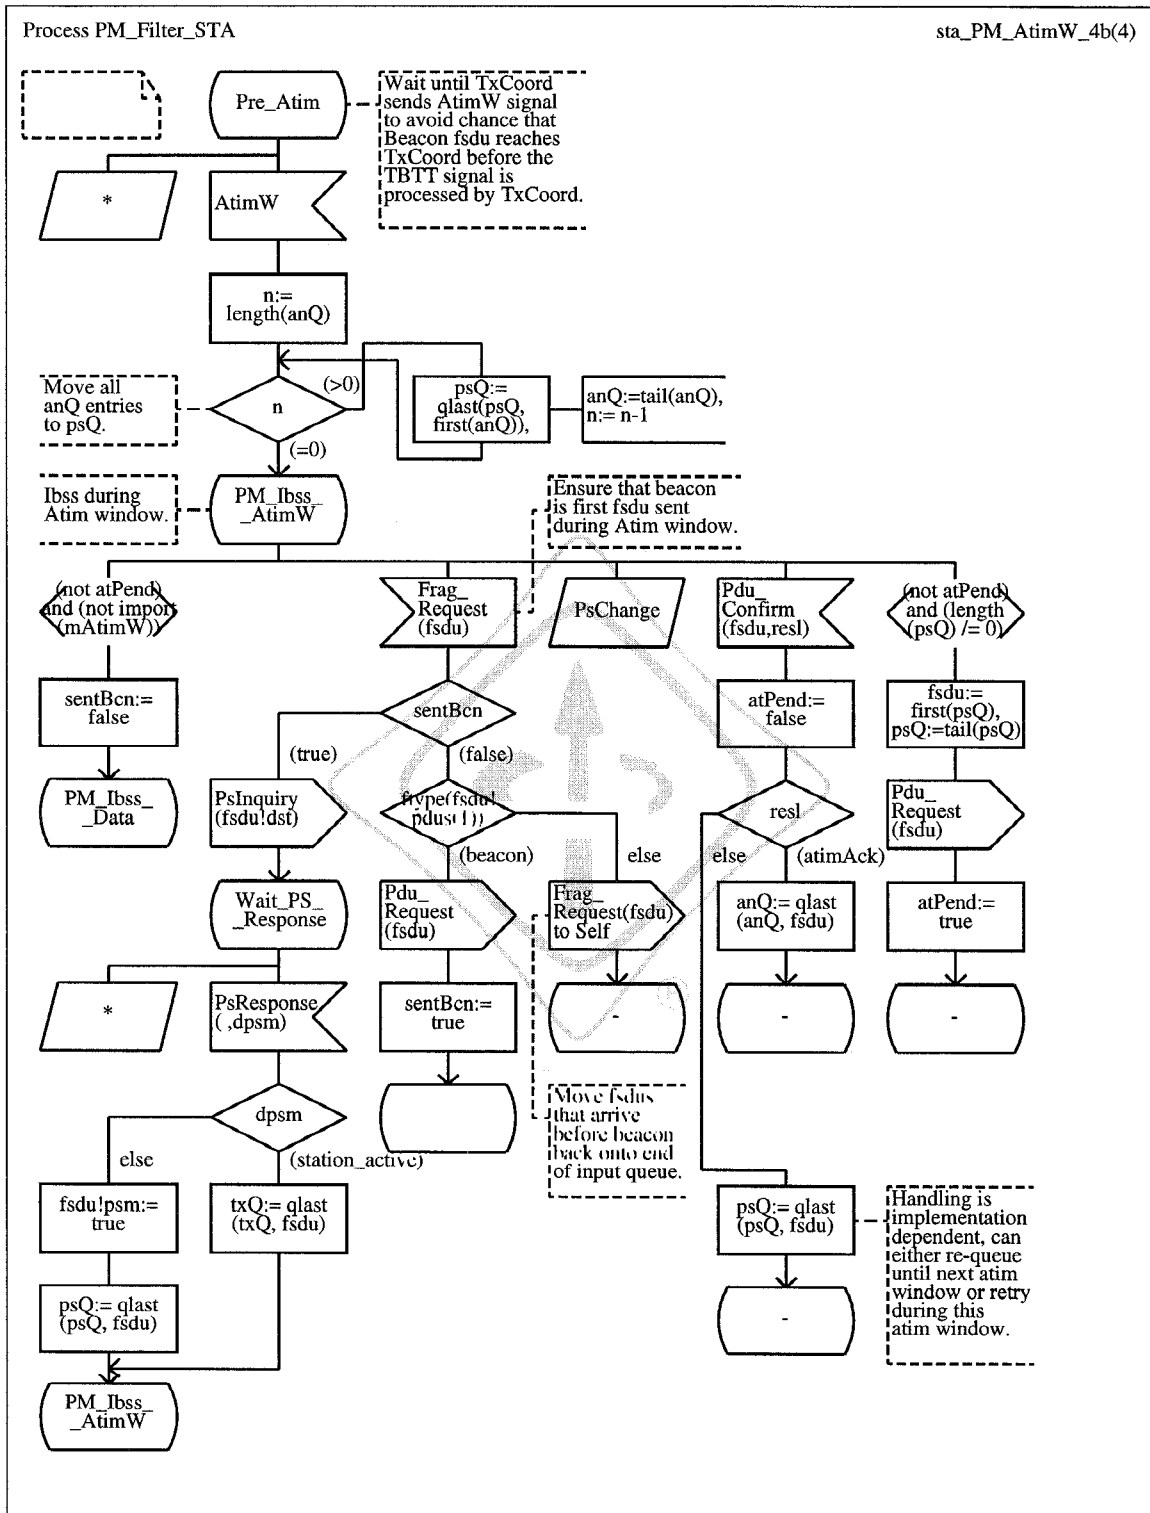 Process PM_Filter_STA
sta_PM_AtimW_4b(4)
Pre_Atim
Wait until TxCoord
sends AtimW signal
to avoid chance that
Beacon fsdu reaches
TxCoord before the
TBTT signal is
processed by TxCoord.
*
AtimW
n:=
length(anQ)
Move all
anQ entries
to psQ.
n
(>0)
(=0)
psQ:=
qlast(psQ,
first(anQ)),
anQ:=tail(anQ),
n:= n-1
Ibss during
Atim window.
PM_Ibss_
_AtimW
Ensure that beacon
is first fsdu sent
during Atim window.
(not atPend)
and (not import
(mAtimW))
Frag_
_Request
(fsdu)
PsChange
Pdu_
_Confirm
(fsdu,resl)
(not atPend)
and (length
(psQ) /= 0)
sentBcn:=
false
sentBcn
(true)
(false)
atPend:=
false
fsdu:=
first(psQ),
psQ:=tail(psQ)
PM_Ibss_
_Data
PsInquiry
(fsdu!dst)
ftype(fsdu!
pdus(1))
(beacon)
else
resl
else
(atimAck)
Pdu_
_Request
(fsdu)
Wait_PS_
_Response
Pdu_
_Request
(fsdu)
Frag_
_Request(fsdu)
to Self
anQ:= qlast
(anQ, fsdu)
atPend:=
true
*
PsResponse
( ,dpsm)
sentBcn:=
true
-
-
-
dpsm
else
(station_active)
Move fsdus
that arrive
before beacon
back onto end
of input queue.
fsdu!psm:=
true
txQ:= qlast
(txQ, fsdu)
psQ:= qlast
(psQ, fsdu)
Handling is
implementation
dependent, can
either re-queue
until next atim
window or retry
during this
atim window.
psQ:= qlast
(psQ, fsdu)
-
PM_Ibss_
_AtimW